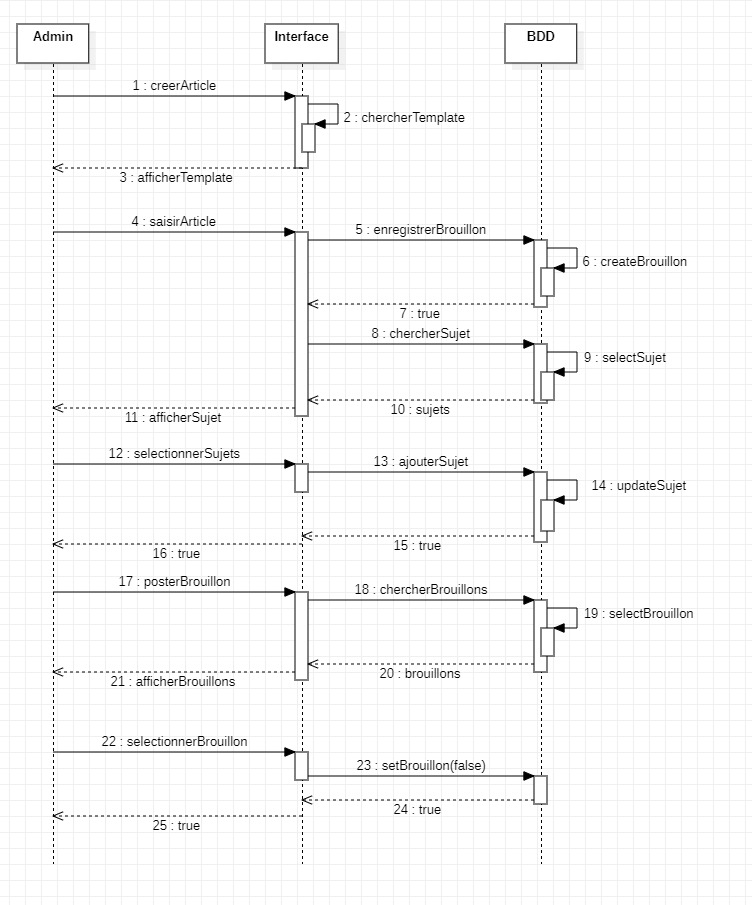 Admin
Interface
BDD
1 : creerArticle
2 : chercherTemplate
3 : afficherTemplate
4 : saisirArticle
5 : enregistrerBrouillon
6 : createBrouillon
7 : true
8 : chercherSujet
9 : selectSujet
10 : sujets
11 : afficherSujet
12 : selectionnerSujets
13 : ajouterSujet
14 : updateSujet
15 : true
16 : true
17 : posterBrouillon
18 : chercherBrouillons
19 : selectBrouillon
20 : brouillons
21 : afficherBrouillons
22 : selectionnerBrouillon
23 : setBrouillon(false)
24 : true
25 : true